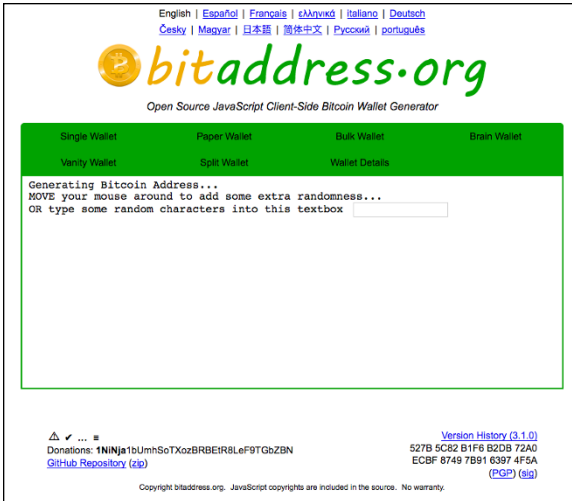 English | Español | Français | ελληνικά | italiano | Deutsch
Česky | Magyar | 日本語 | 简体中文 | Русский | português
bitaddress.org
Open Source JavaScript Client-Side Bitcoin Wallet Generator
Single Wallet Paper Wallet Bulk Wallet Brain Wallet
Vanity Wallet Split Wallet Wallet Details
Generating Bitcoin Address...
MOVE your mouse around to add some extra randomness...
OR type some random characters into this textbox
⚠ ✔ ... ≡
Donations: 1NiNja1bUmhSoTXozBRBEtR8LeF9TGbZBN
GitHub Repository (zip)
Version History (3.1.0)
527B 5C82 B1F6 B2DB 72A0
ECBF 8749 7B91 6397 4F5A
(PGP) (sig)
Copyright bitaddress.org. JavaScript copyrights are included in the source. No warranty.